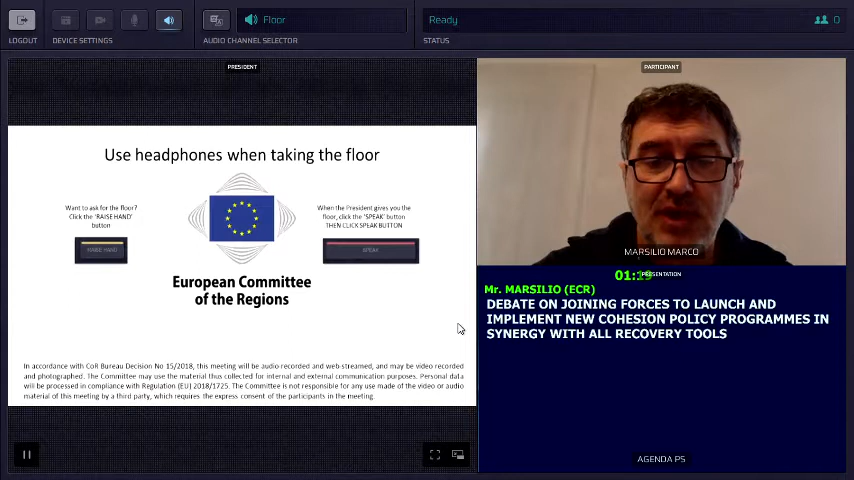 LOGOUT
DEVICE SETTINGS
AUDIO CHANNEL SELECTOR
Floor
Ready
STATUS
0
PRESIDENT
Use headphones when taking the floor
Want to ask for the floor?
Click the 'RAISE HAND'
button
RAISE HAND
When the President gives you the
floor, click the 'SPEAK' button
THEN CLICK SPEAK BUTTON
SPEAK
European Committee
of the Regions
In accordance with CoR Bureau Decision No 15/2018, this meeting will be audio recorded and web-streamed, and may be video recorded
and photographed. The Committee may use the material thus collected for internal and external communication purposes. Personal data
will be processed in compliance with Regulation (EU) 2018/1725. The Committee is not responsible for any use made of the video or audio
material of this meeting by a third party, which requires the express consent of the participants in the meeting.
PARTICIPANT
MARSILIO MARCO
PRESENTATION
Mr. MARSILIO (ECR)
DEBATE ON JOINING FORCES TO LAUNCH AND
IMPLEMENT NEW COHESION POLICY PROGRAMMES IN
SYNERGY WITH ALL RECOVERY TOOLS
AGENDA PS